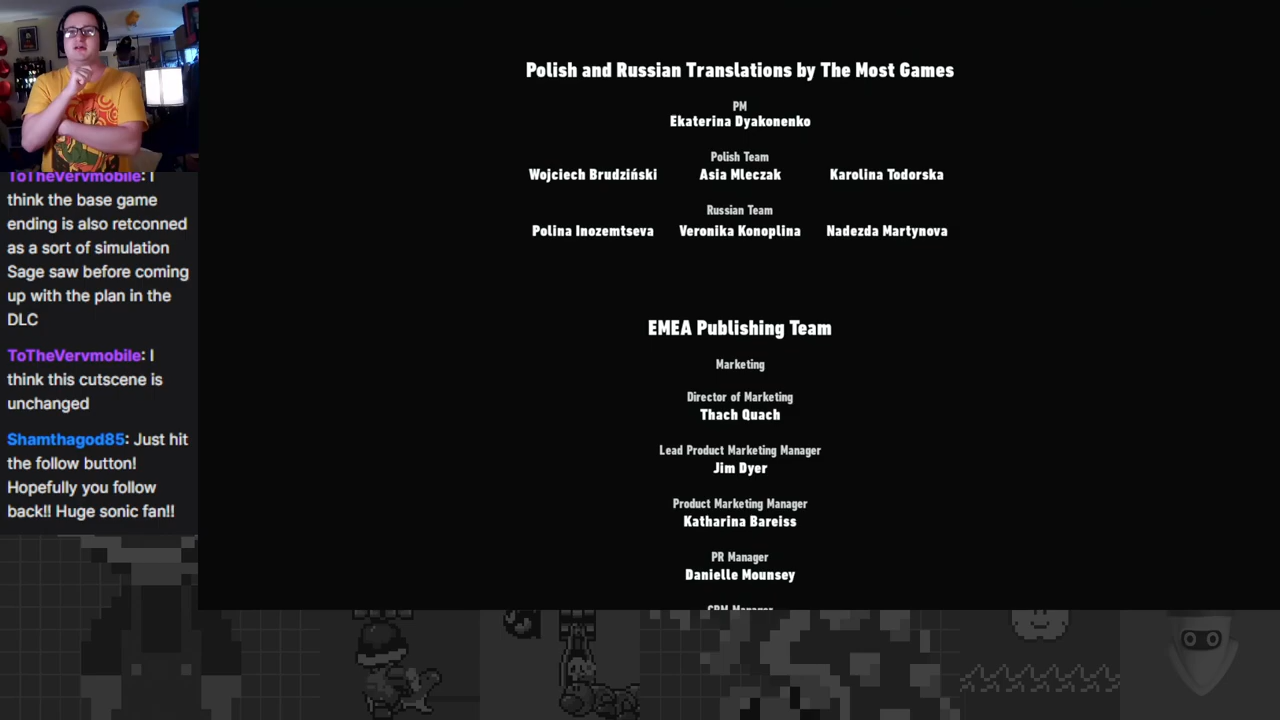 ToTheVervmobile: I
think the base game
ending is also retconned
as a sort of simulation
Sage saw before coming
up with the plan in the
DLC
ToTheVervmobile: I
think this cutscene is
unchanged
Shamthagod85: Just hit
the follow button!
Hopefully you follow
back!! Huge sonic fan!!
Polish and Russian Translations by The Most Games
PM
Ekaterina Dyakonenko
Polish Team
Wojciech Brudziński Asia Mleczak Karolina Todorska
Russian Team
Polina Inozemtseva Veronika Konoplina Nadezda Martynova
EMEA Publishing Team
Marketing
Director of Marketing
Thach Quach
Lead Product Marketing Manager
Jim Dyer
Product Marketing Manager
Katharina Bareiss
PR Manager
Danielle Mounsey
CRM Manager